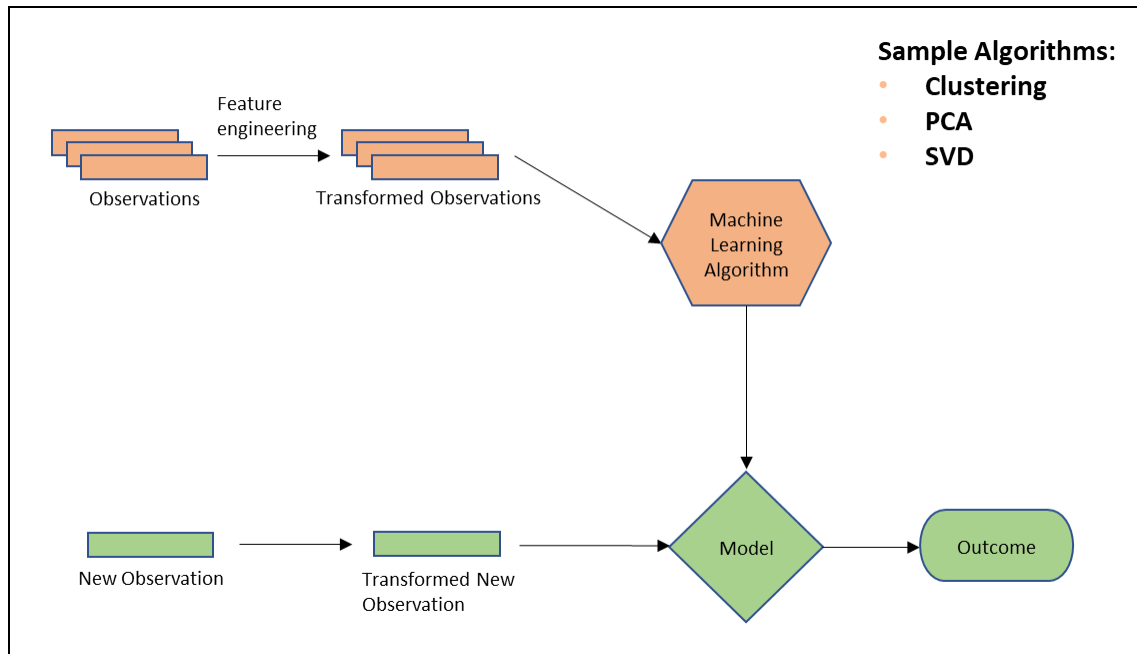 Sample Algorithms:
• Clustering
• PCA
• SVD
Feature
engineering
Observations
Transformed Observations
Machine
Learning
Algorithm
New Observation
Transformed New
Observation
Model
Outcome